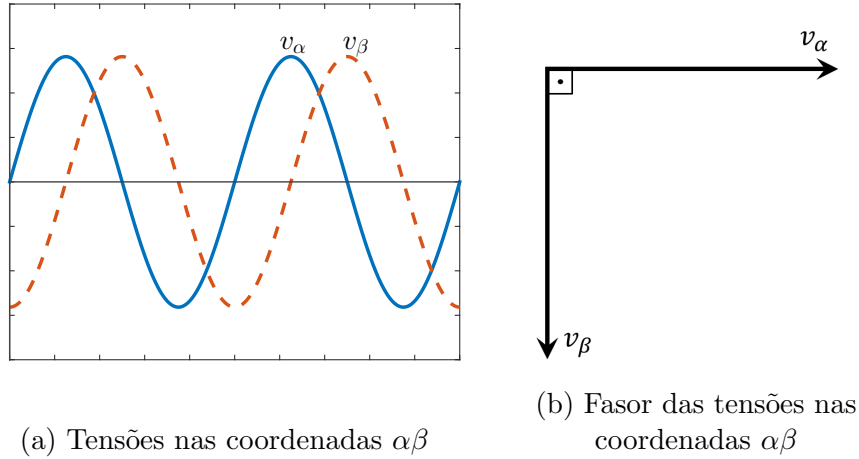 vα vβ
vα
vβ
(a) Tensões nas coordenadas αβ
(b) Fasor das tensões nas
coordenadas αβ